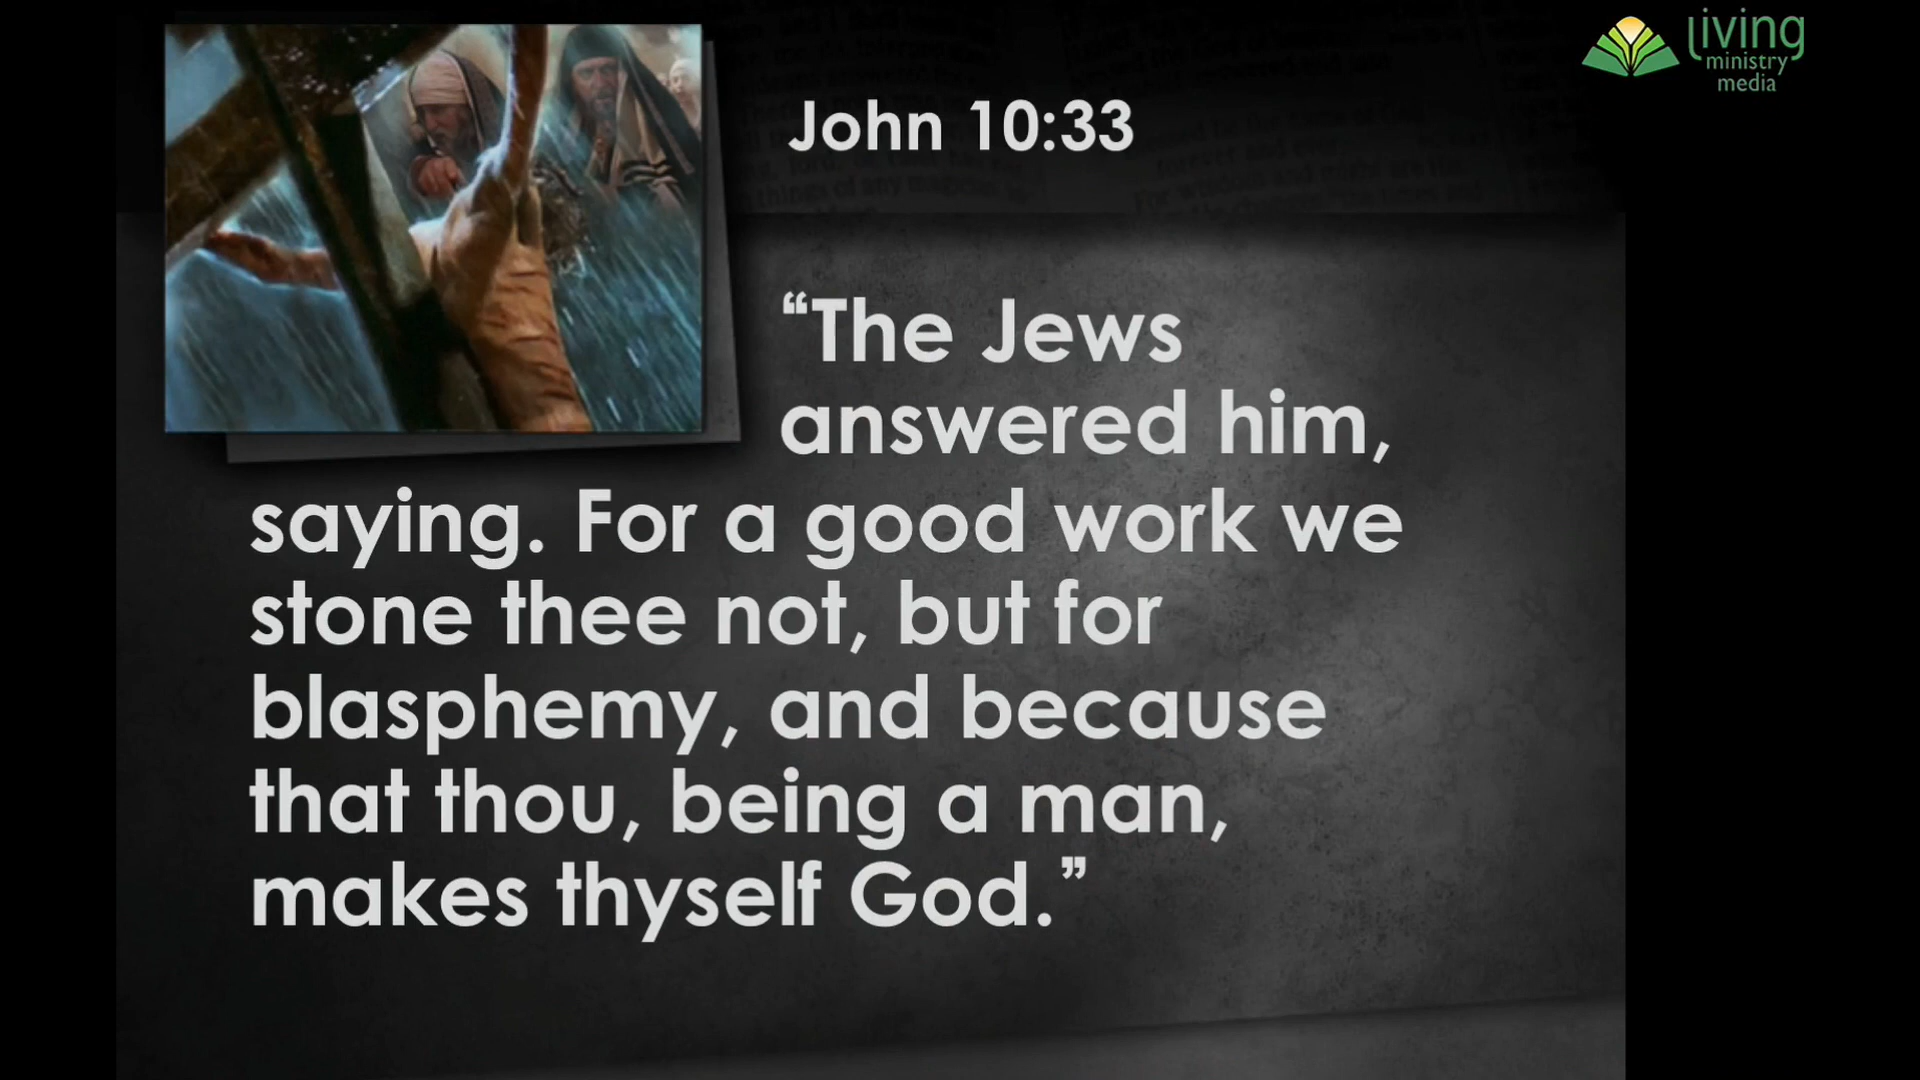 living
ministry
media
John 10:33
“The Jews
answered him,
saying. For a good work we
stone thee not, but for
blasphemy, and because
that thou, being a man,
makes thyself God.”